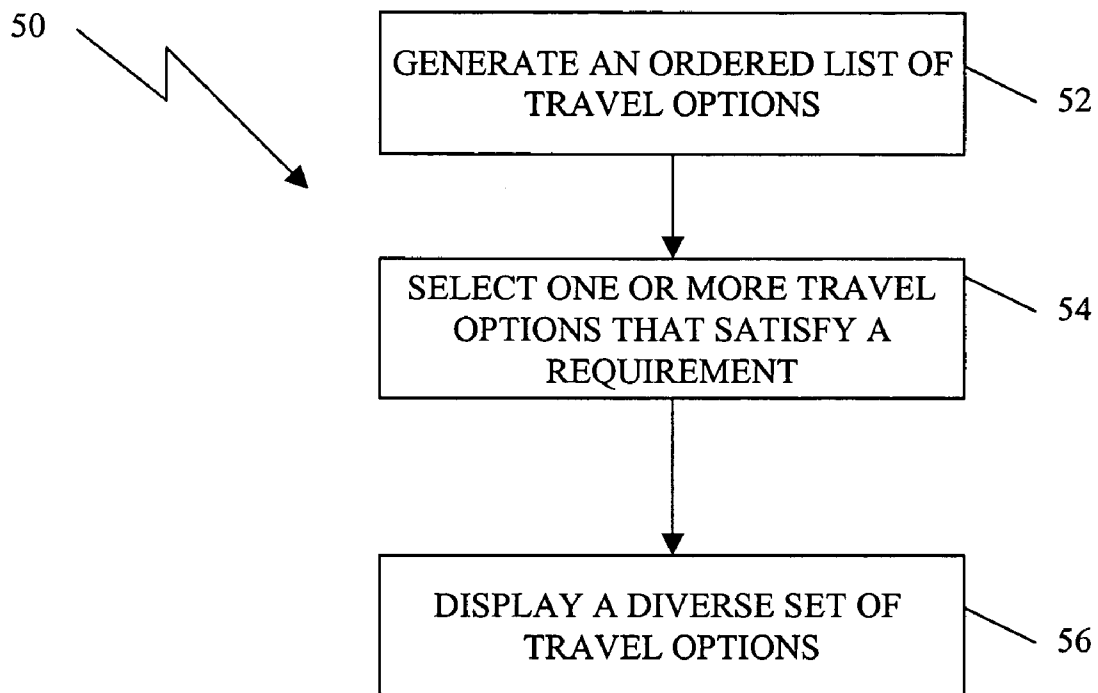 50
GENERATE AN ORDERED LIST OF
TRAVEL OPTIONS
52
SELECT ONE OR MORE TRAVEL
OPTIONS THAT SATISFY A
REQUIREMENT
54
DISPLAY A DIVERSE SET OF
TRAVEL OPTIONS
56